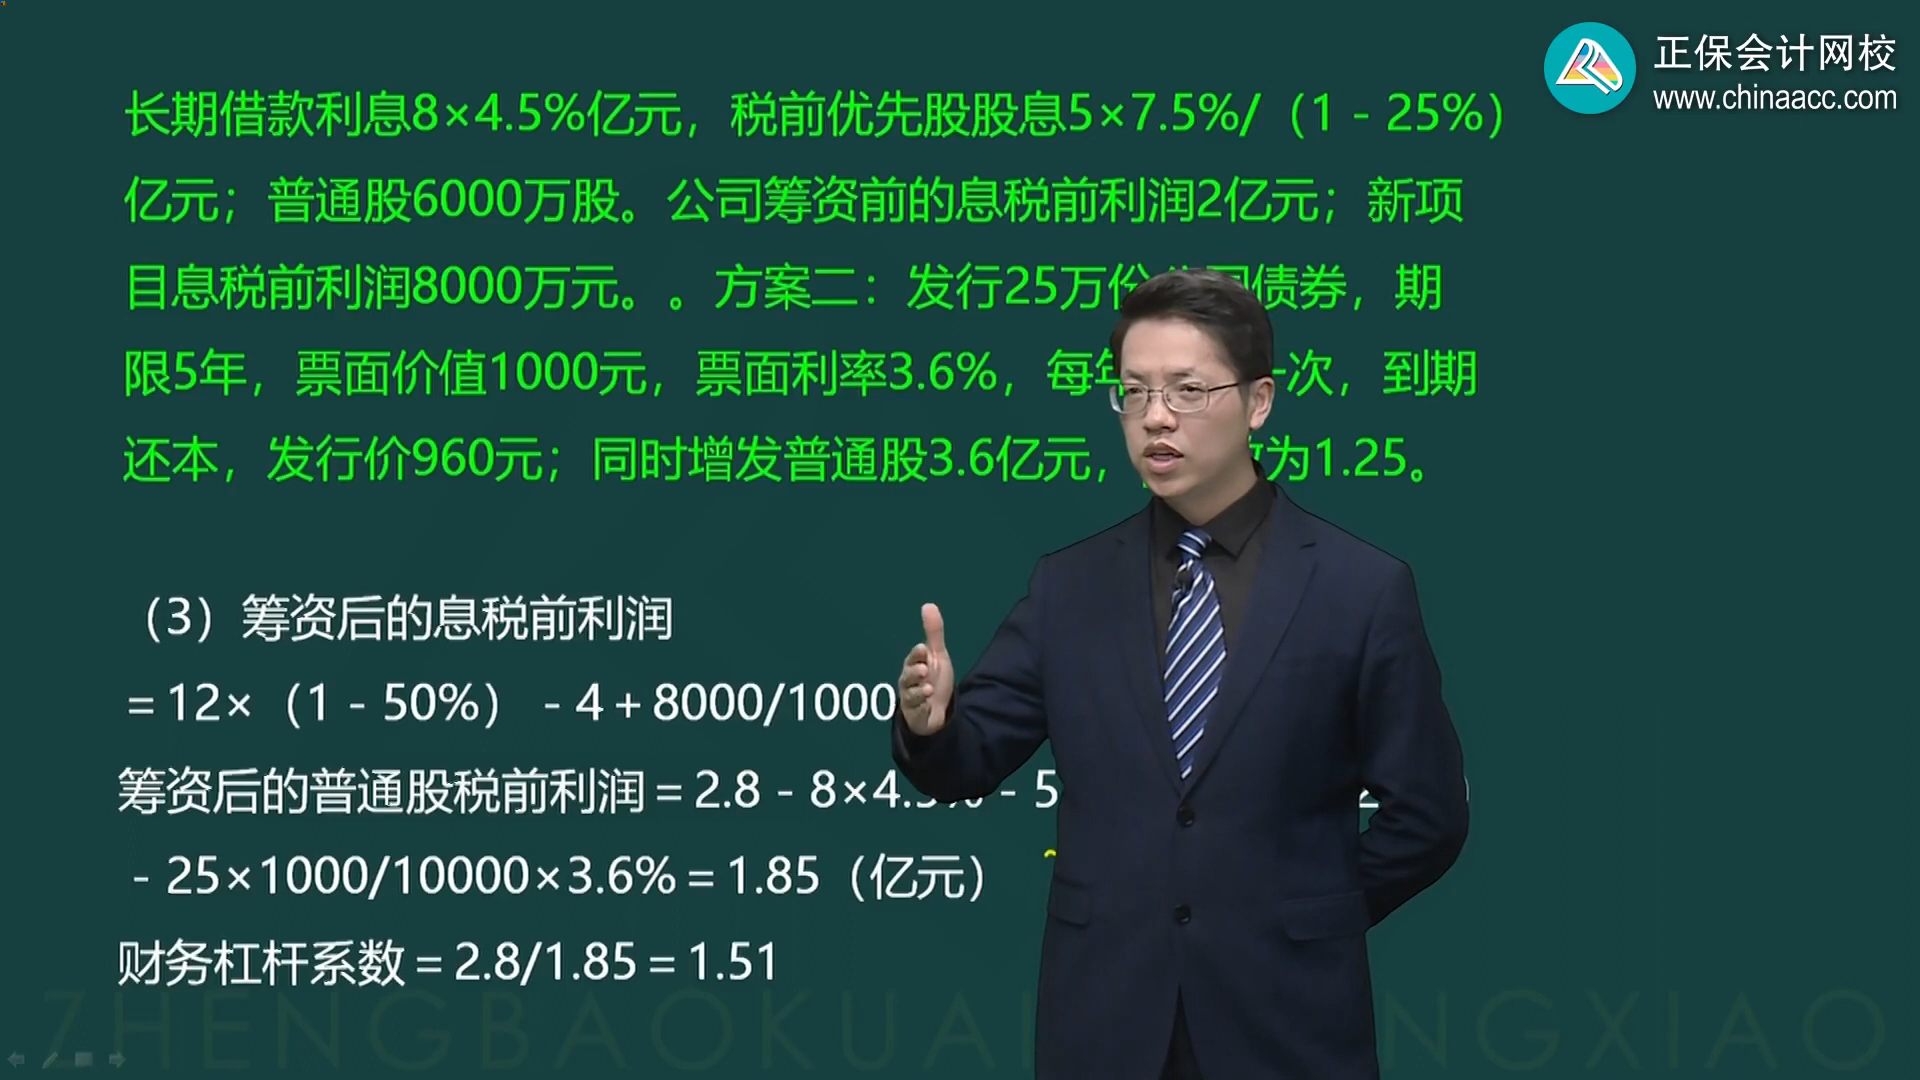 正保会计网校
www.chinaacc.com
长期借款利息8×4.5%亿元，税前优先股股息5×7.5%/（1－25%）
亿元；普通股6000万股。公司筹资前的息税前利润2亿元；新项
目息税前利润8000万元。。方案二：发行25万份 债券，期
限5年，票面价值1000元，票面利率3.6%，每年 一次，到期
还本，发行价960元；同时增发普通股3.6亿元， 为1.25。
（3）筹资后的息税前利润
＝12×（1－50%）－4＋8000/1000
筹资后的普通股税前利润＝2.8－8×4.5%－5
－25×1000/10000×3.6%＝1.85（亿元）
财务杠杆系数＝2.8/1.85＝1.51